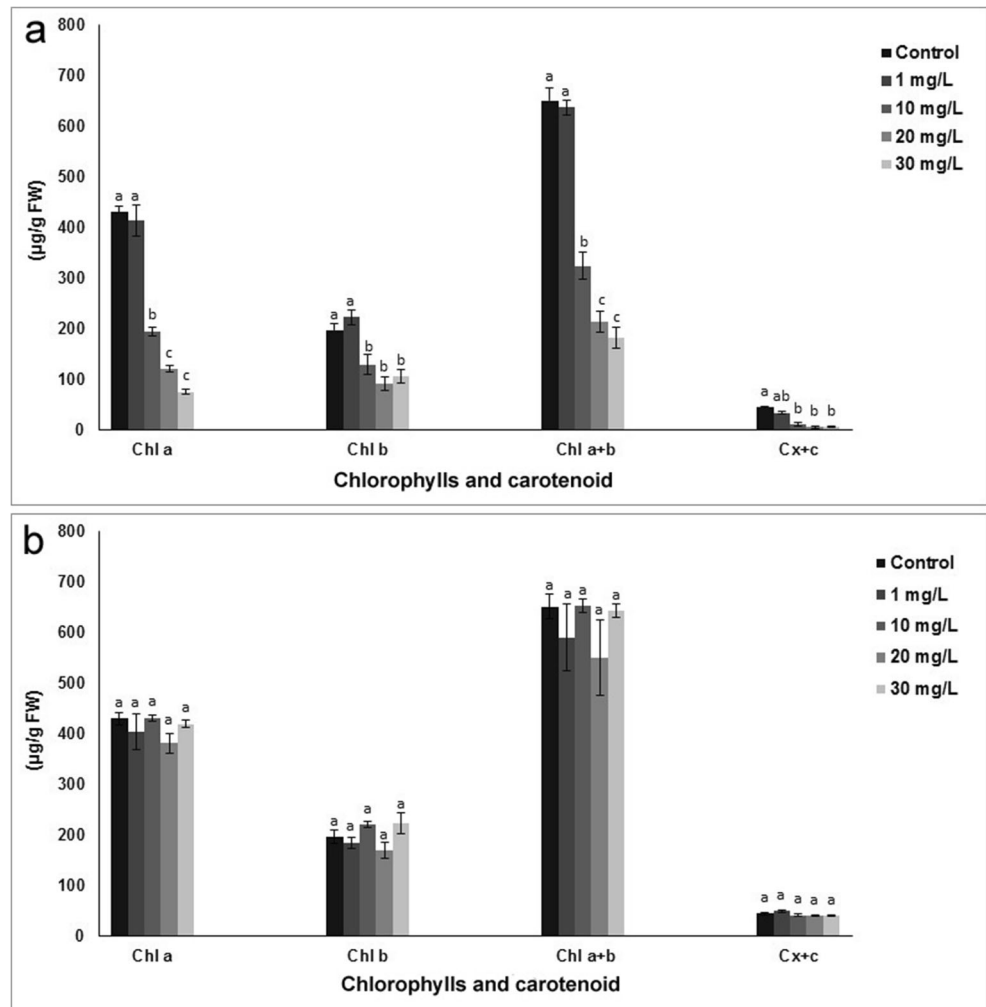 a
800
700
600
500
400
300
200
100
0
(µg/g FW)
Control
1 mg/L
10 mg/L
20 mg/L
30 mg/L
a a b c c
a a b b b
a a b c c
a ab b b b
Chl a Chl b Chl a+b Cx+c
Chlorophylls and carotenoid
b
800
700
600
500
400
300
200
100
0
(µg/g FW)
Control
1 mg/L
10 mg/L
20 mg/L
30 mg/L
a a a a a
a a a a a
a a a a a
a a a a a
Chl a Chl b Chl a+b Cx+c
Chlorophylls and carotenoid